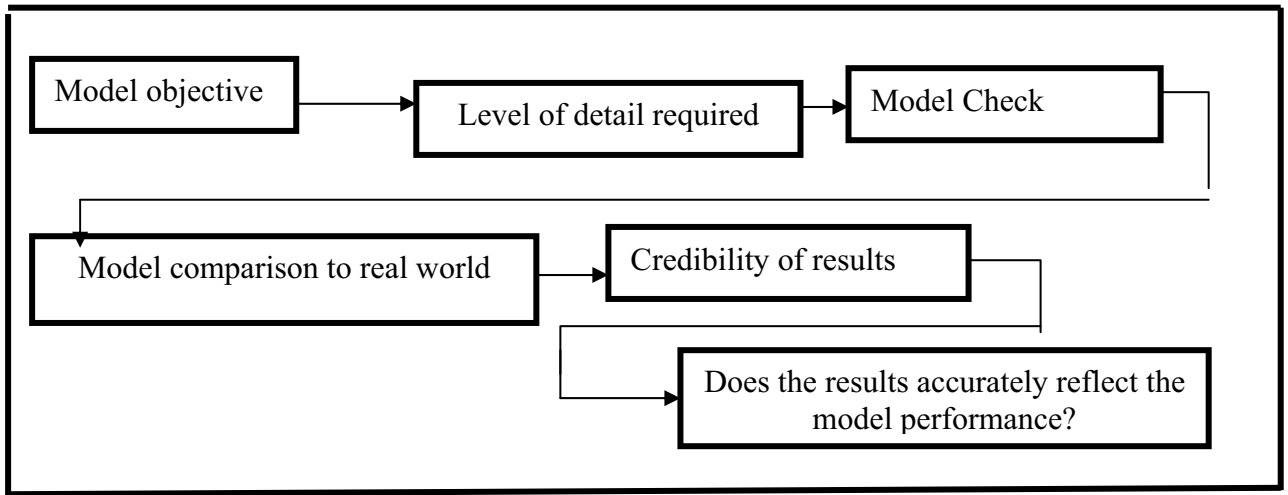 Model objective
Level of detail required
Model Check
Model comparison to real world
Credibility of results
Does the results accurately reflect the
model performance?